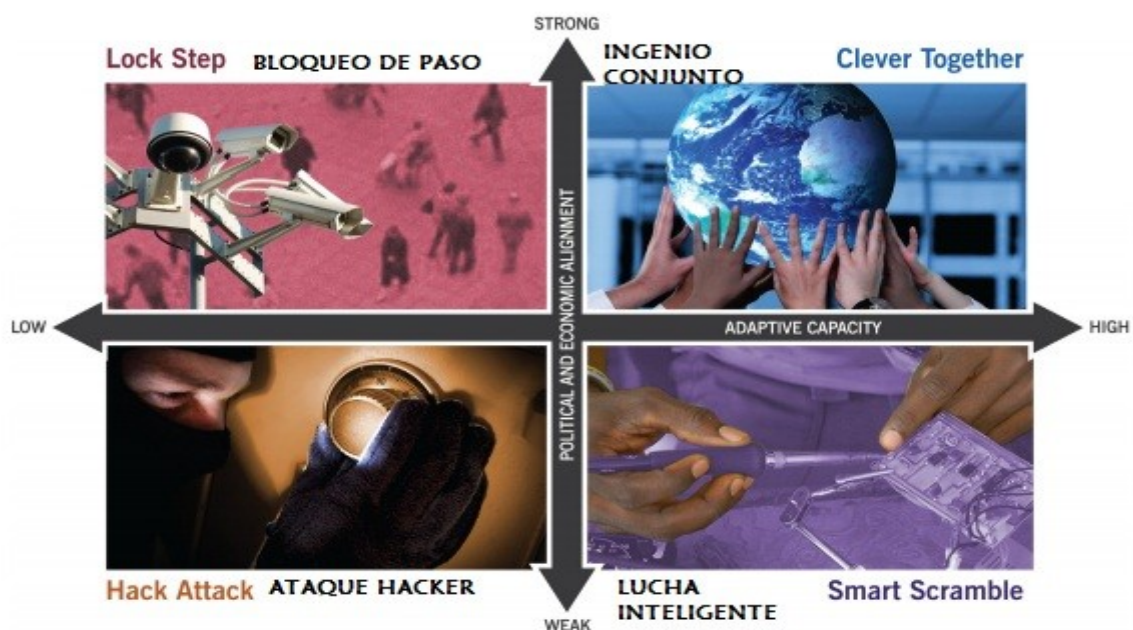 STRONG
Lock Step
BLOQUEO DE PASO
INGENIO
CONJUNTO
Clever Together
POLITICAL AND ECONOMIC ALIGNMENT
LOW
ADAPTIVE CAPACITY
HIGH
Hack Attack
ATAQUE HACKER
LUCHA
INTELIGENTE
Smart Scramble
WEAK